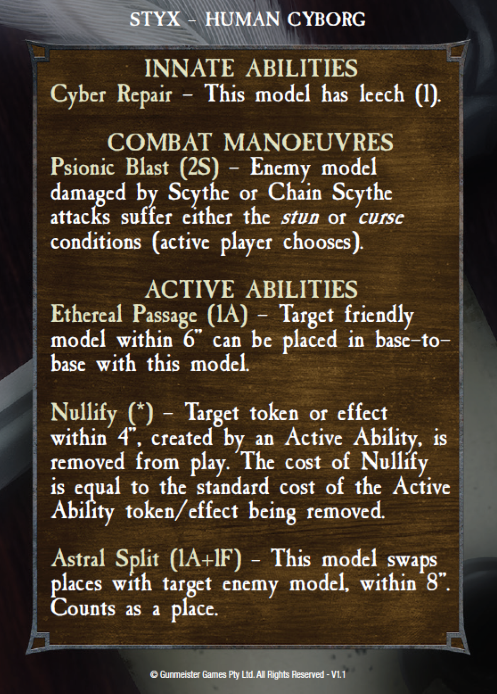 STYX - HUMAN CYBORG
INNATE ABILITIES
Cyber Repair - This model has leech (1).
COMBAT MANOEUVRES
Psionic Blast (2S) - Enemy model
damaged by Scythe or Chain Scythe
attacks suffer either the stun or curse
conditions (active player chooses).
ACTIVE ABILITIES
Ethereal Passage (1A) - Target friendly
model within 6" can be placed in base-to-
base with this model.
Nullify (*) - Target token or effect
within 4", created by an Active Ability, is
removed from play. The cost of Nullify
is equal to the standard cost of the Active
Ability token/effect being removed.
Astral Split (1A+1F) - This model swaps
places with target enemy model, within 8".
Counts as a place.
© Gunmeister Games Pty Ltd. All Rights Reserved - V1.1